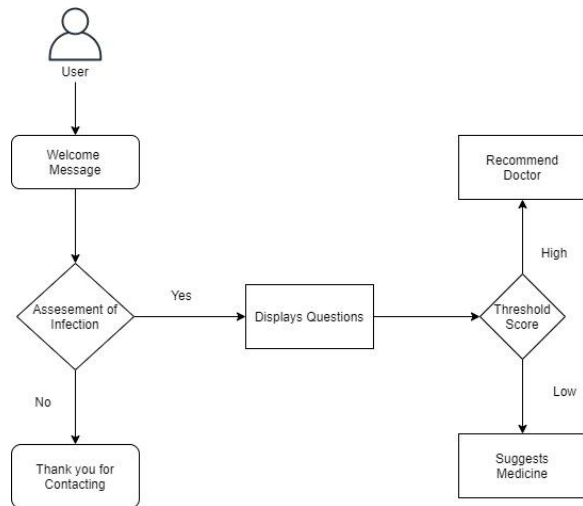 User
Welcome
Message
Recommend
Doctor
High
Yes
Assesement of
Infection
Displays Questions
Threshold
Score
No
Low
Thank you for
Contacting
Suggests
Medicine